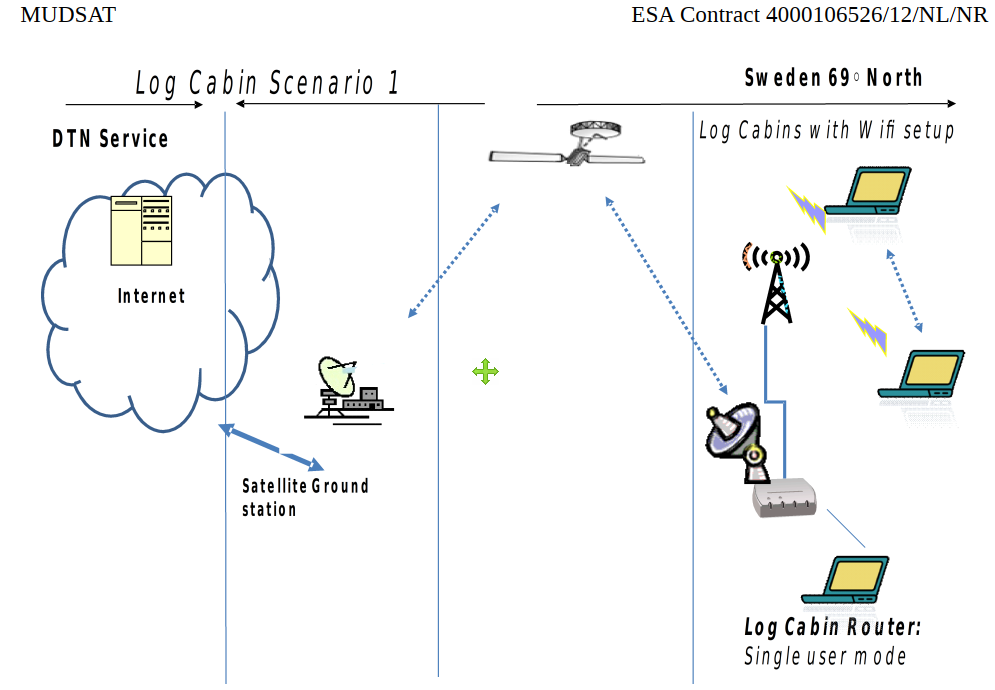 MUDSAT
ESA Contract 4000106526/12/NL/NR
Log Cabin Scenario 1
Sweden 69◦ North
DTN Service
Log Cabins with Wifi setup
Internet
Satellite Ground
station
Log Cabin Router:
Single user mode